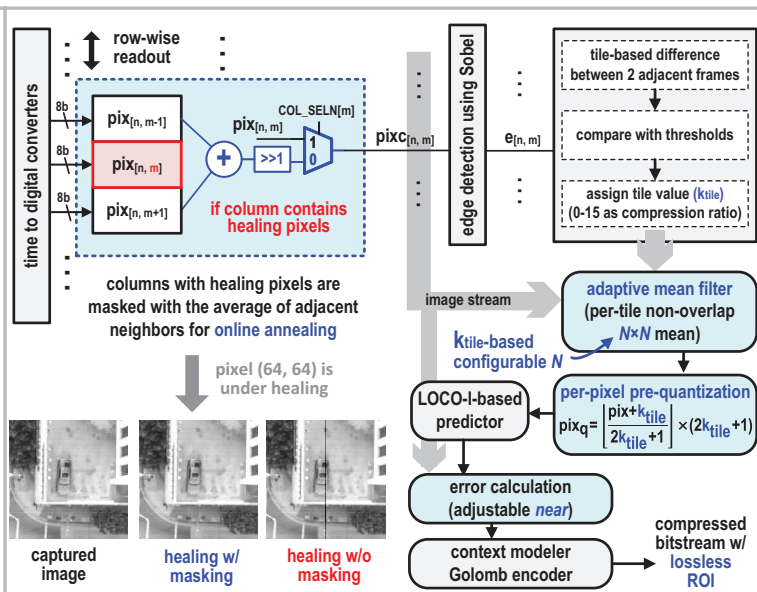 row-wise
readout
time to digital converters
8b
8b
8b
pix[n, m-1]
pix[n, m]
pix[n, m+1]
+
>>1
pix[n, m]
COL_SELN[m]
1
0
if column contains
healing pixels
pixc[n, m]
edge detection using Sobel
e[n, m]
tile-based difference
between 2 adjacent frames
compare with thresholds
assign tile value (ktile)
(0-15 as compression ratio)
columns with healing pixels are
masked with the average of adjacent
neighbors for online annealing
image stream
adaptive mean filter
(per-tile non-overlap
N×N mean)
ktile-based
configurable N
pixel (64, 64) is
under healing
LOCO-I-based
predictor
per-pixel pre-quantization
pixq = ⌊(pix+ktile)/(2ktile+1)⌋ × (2ktile+1)
error calculation
(adjustable near)
context modeler
Golomb encoder
compressed
bitstream w/
lossless
ROI
captured
image
healing w/
masking
healing w/o
masking